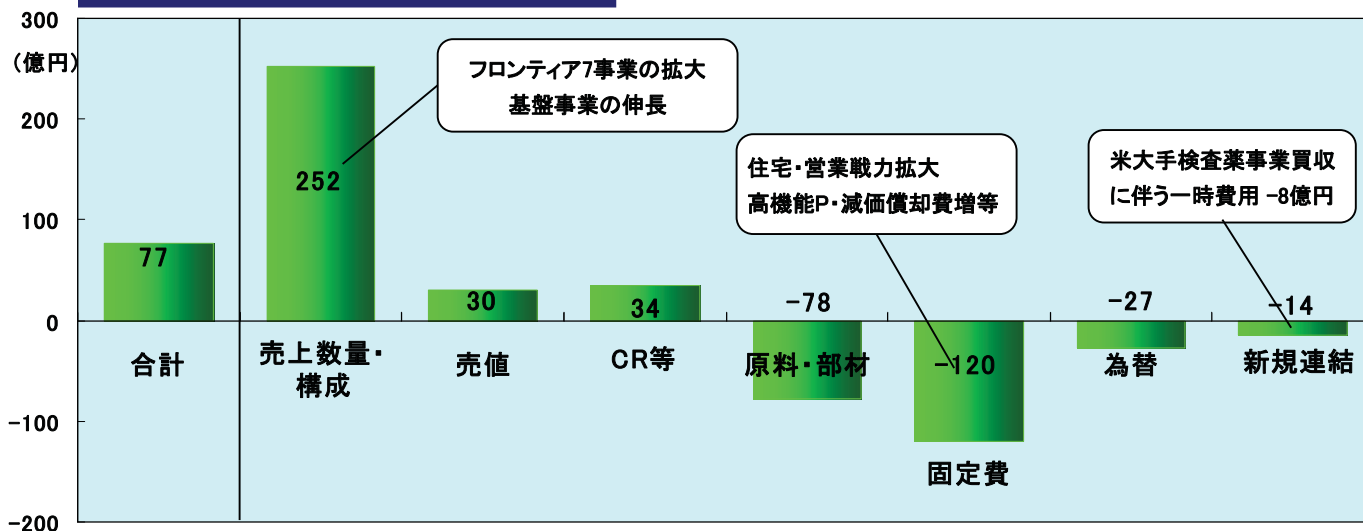 300
(億円)
200
100
0
-100
-200
フロンティア7事業の拡大
基盤事業の伸長
住宅・営業戦力拡大
高機能P・減価償却費増等
米大手検査薬事業買収
に伴う一時費用 -8億円
77
252
30
34
-78
-120
-27
-14
合計
売上数量・
構成
売値
CR等
原料・部材
固定費
為替
新規連結